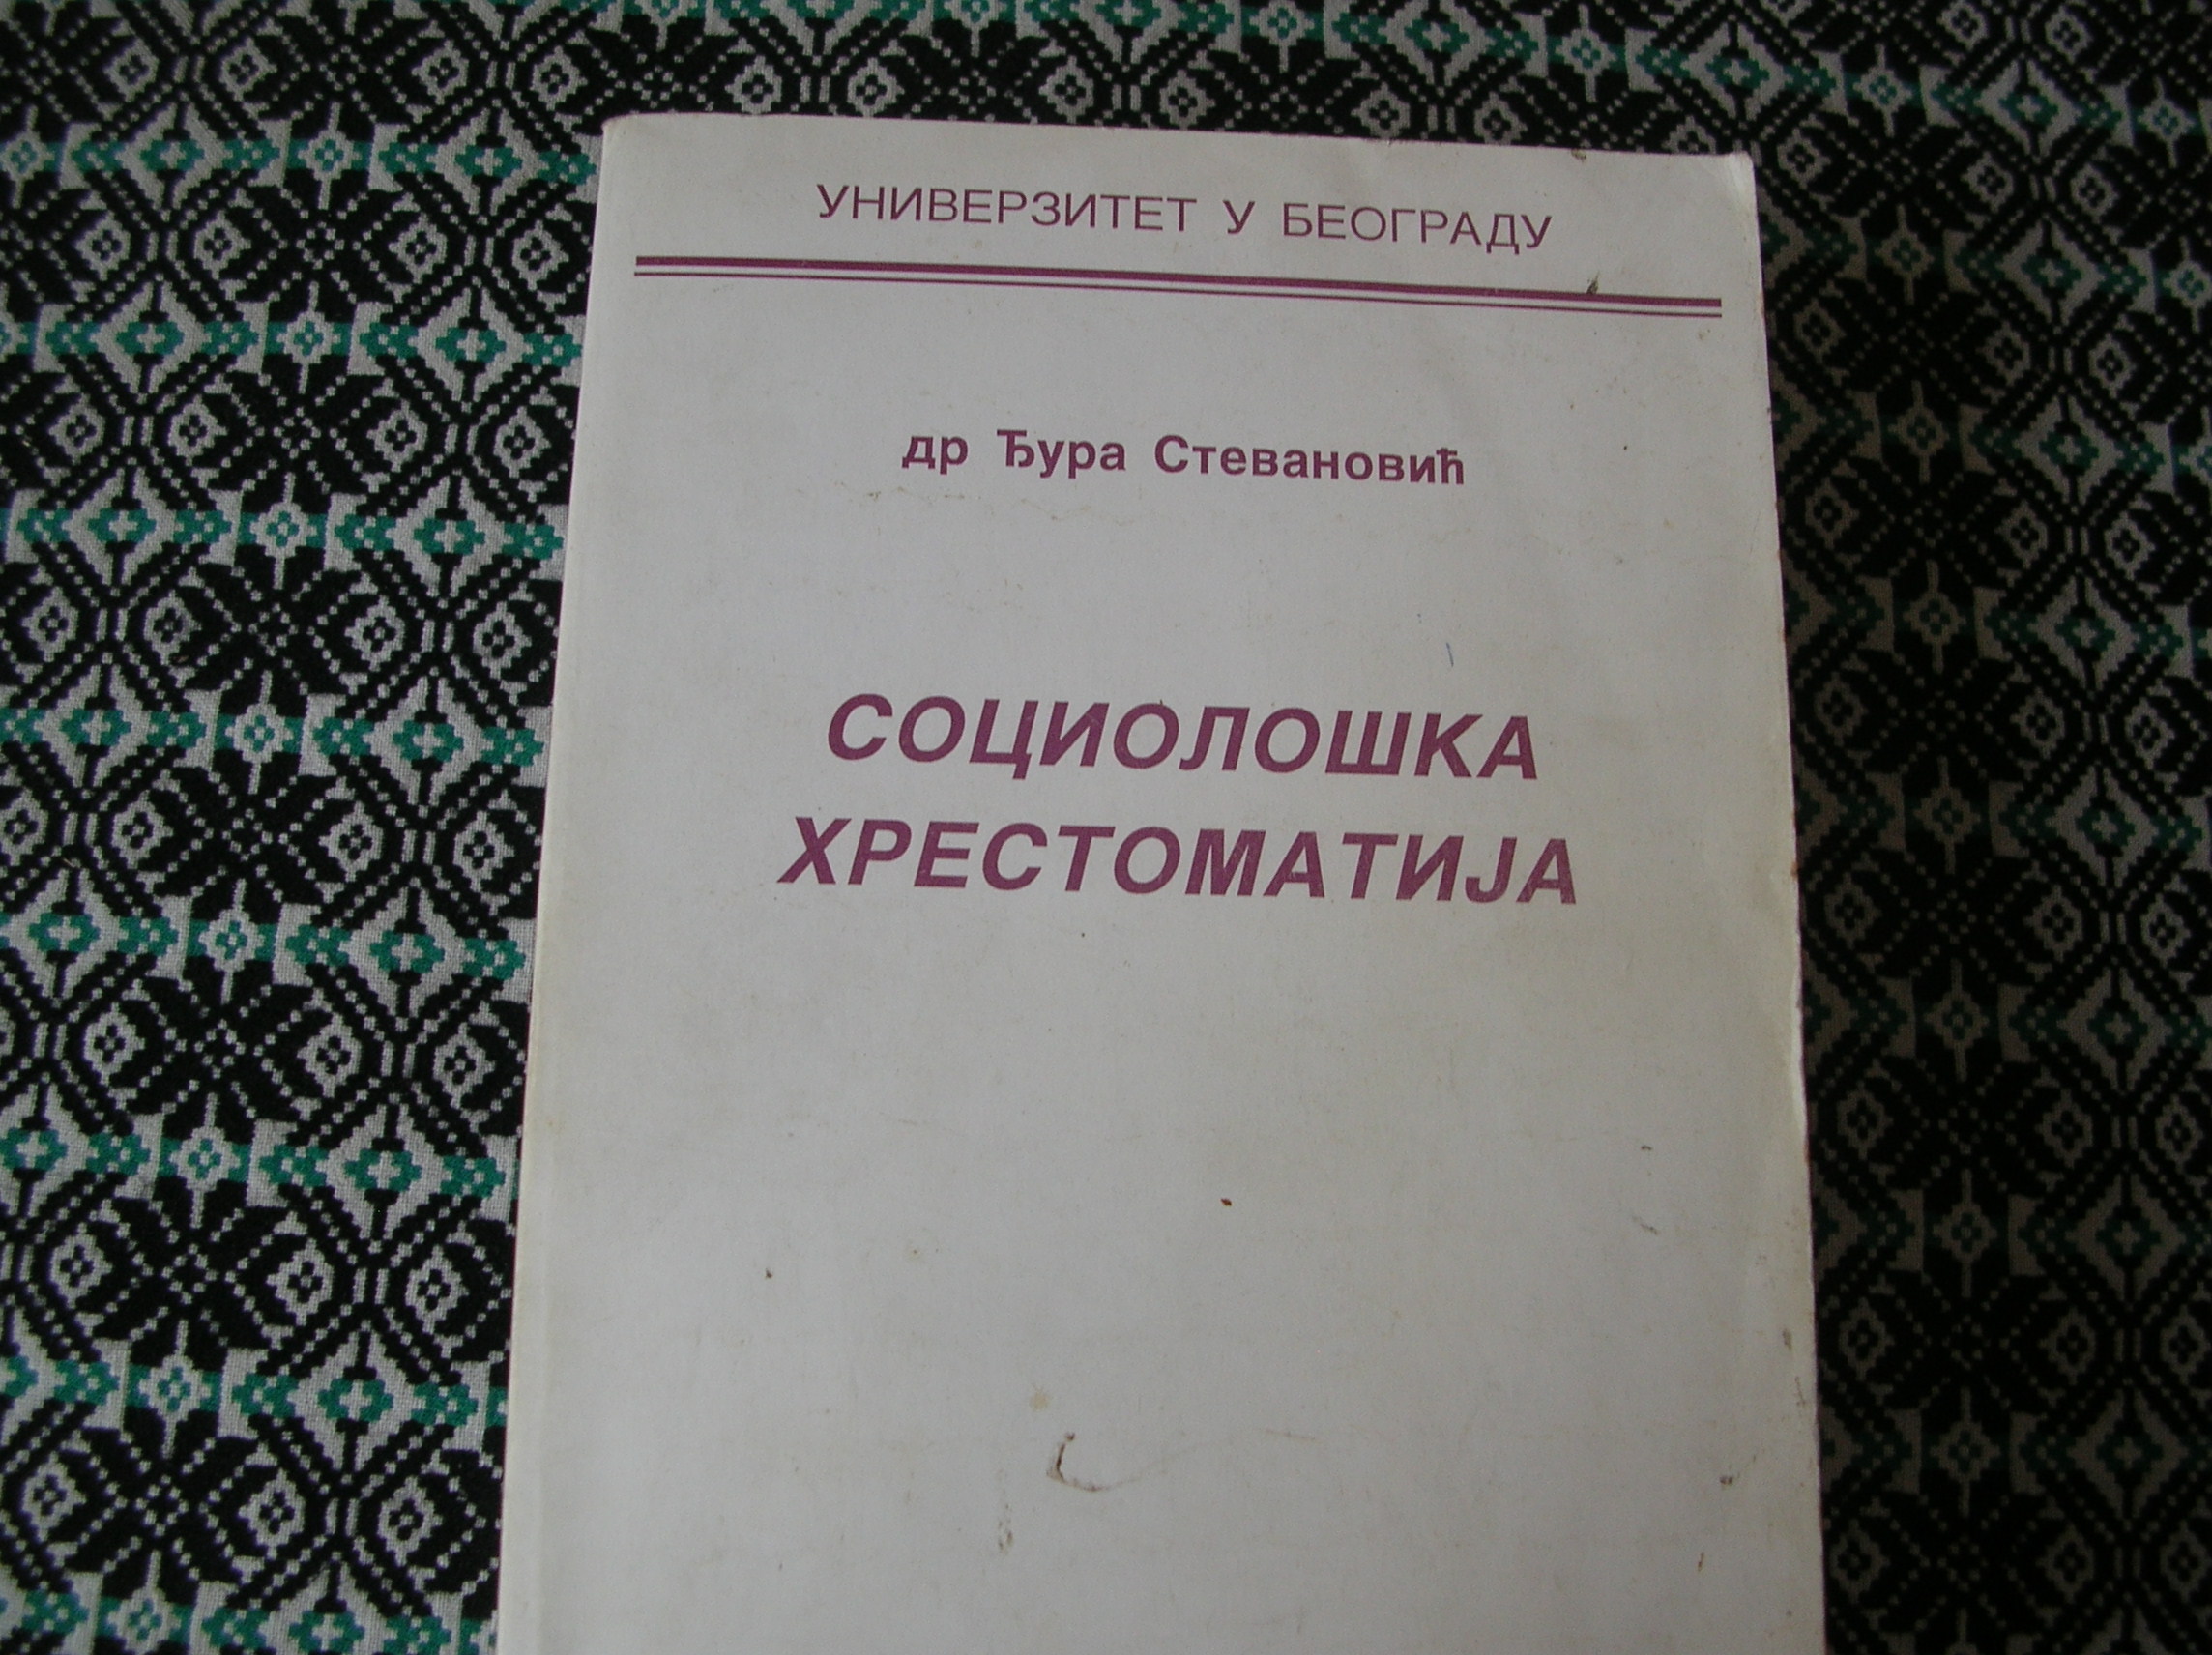 УНИВЕРЗИТЕТ У БЕОГРАДУ
др Ђура Стевановић
СОЦИОЛОШКА
ХРЕСТОМАТИЈА